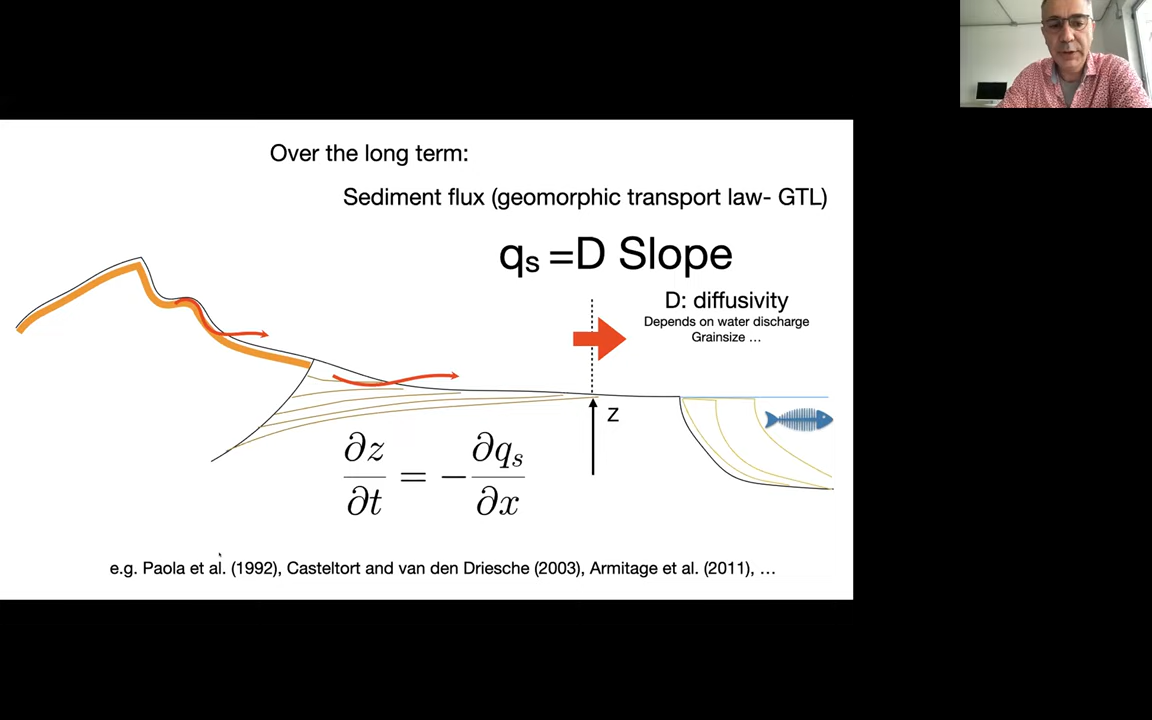 Over the long term:
Sediment flux (geomorphic transport law- GTL)
qs =D Slope
D: diffusivity
Depends on water discharge
Grainsize …
z
∂z/∂t = −∂qs/∂x
e.g. Paola et al. (1992), Casteltort and van den Driesche (2003), Armitage et al. (2011), …